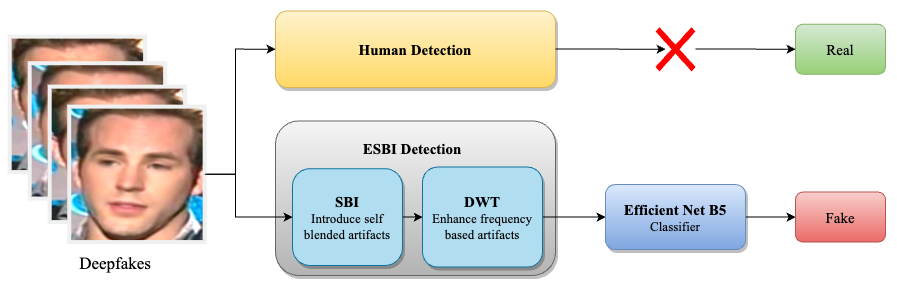 Human Detection
Real
ESBI Detection
SBI
Introduce self
blended artifacts
DWT
Enhance frequency
based artifacts
Efficient Net B5
Classifier
Fake
Deepfakes